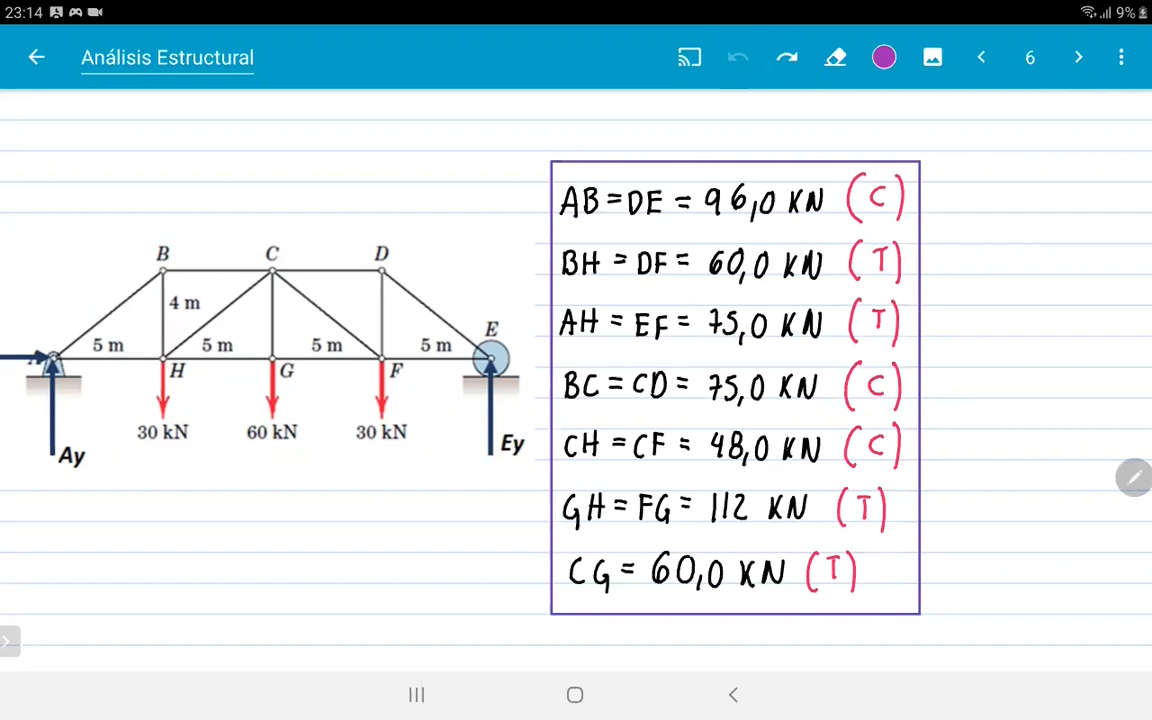 23:14 9%
Análisis Estructural 6
B C D
4 m
E
5 m 5 m 5 m 5 m
H G F
30 kN 60 kN 30 kN
Ay Ey
AB = DE = 96,0 KN (C)
BH = DF = 60,0 KN (T)
AH = EF = 75,0 KN (T)
BC = CD = 75,0 KN (C)
CH = CF = 48,0 KN (C)
GH = FG = 112 KN (T)
CG = 60,0 KN (T)